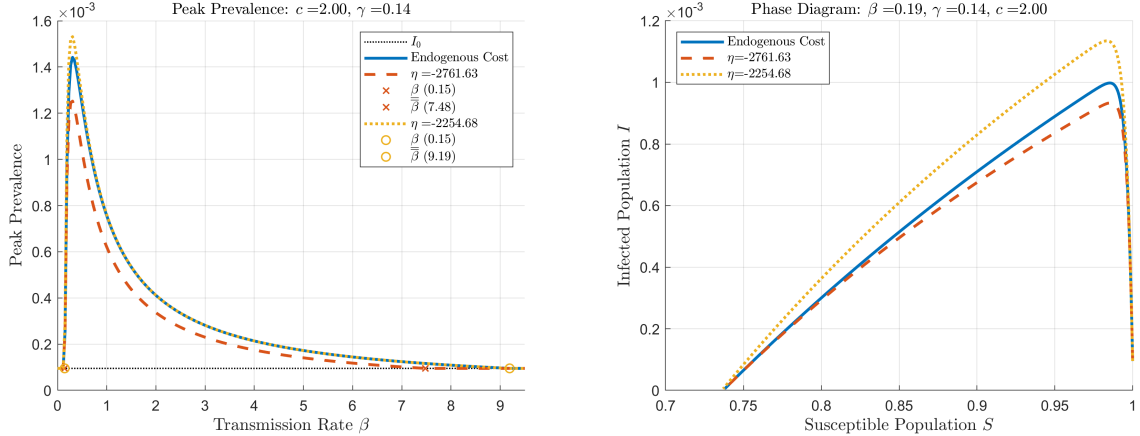 Peak Prevalence: c =2.00, γ =0.14
×10⁻³
1.6
1.4
1.2
1
0.8
0.6
0.4
0.2
0
Peak Prevalence
I₀
Endogenous Cost
η =-2761.63
β̿ (0.15)
β̿ (7.48)
η =-2254.68
β̿ (0.15)
β̿ (9.19)
0 1 2 3 4 5 6 7 8 9
Transmission Rate β
Phase Diagram: β =0.19, γ =0.14, c =2.00
×10⁻³
1.2
1
0.8
0.6
0.4
0.2
0
Infected Population I
Endogenous Cost
η=-2761.63
η=-2254.68
0.7 0.75 0.8 0.85 0.9 0.95 1
Susceptible Population S